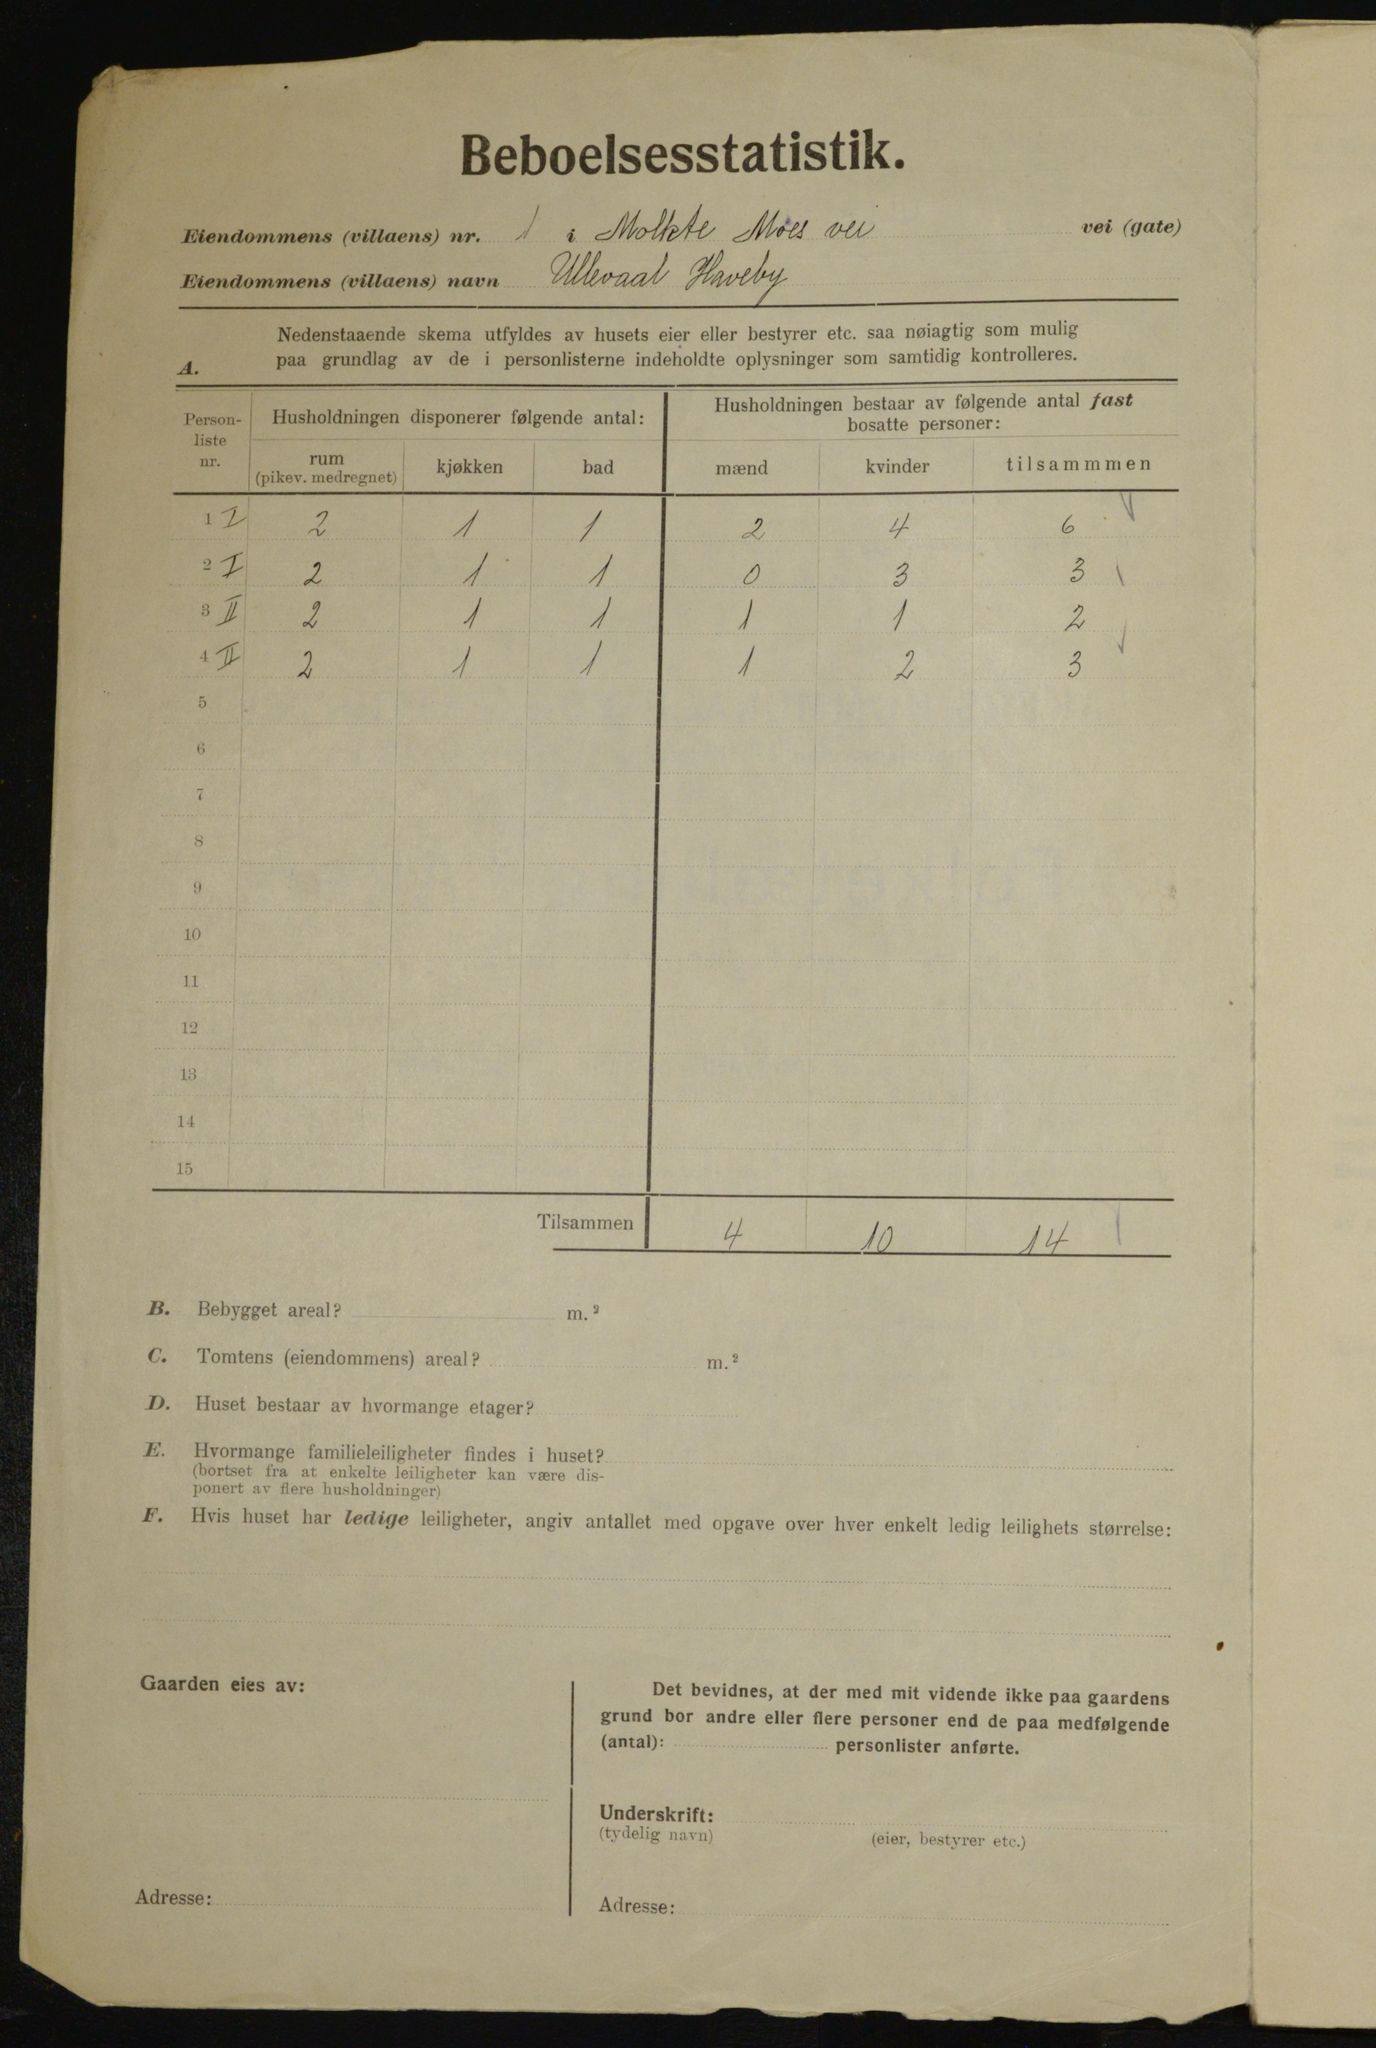 Beboelsesstatistik.
Eiendommens (villaens) nr. 1 i Molkte Moes vei vei (gate)
Eiendommens (villaens) navn Ullevaal Haveby
A. Nedenstaaende skema utfyldes av husets eier eller bestyrer etc. saa nøiagtig som mulig
paa grundlag av de i personlisterne indeholdte oplysninger som samtidig kontrolleres.
Person-
liste
nr.
Husholdningen disponerer følgende antal:
rum
(pikev. medregnet)
kjøkken
bad
Husholdningen bestaar av følgende antal fast
bosatte personer:
mænd
kvinder
tilsammmen
1 I 2 1 1 2 4 6
2 I 2 1 1 0 3 3
3 II 2 1 1 1 1 2
4 II 2 1 1 1 2 3
5
6
7
8
9
10
11
12
13
14
15
Tilsammen 4 10 14
B. Bebygget areal? m.²
C. Tomtens (eiendommens) areal? m.²
D. Huset bestaar av hvormange etager?
E. Hvormange familieleiligheter findes i huset?
(bortset fra at enkelte leiligheter kan være dis-
ponert av flere husholdninger)
F. Hvis huset har ledige leiligheter, angiv antallet med opgave over hver enkelt ledig leilighets størrelse:
Gaarden eies av:
Adresse:
Det bevidnes, at der med mit vidende ikke paa gaardens
grund bor andre eller flere personer end de paa medfølgende
(antal): personlister anførte.
Underskrift:
(tydelig navn) (eier, bestyrer etc.)
Adresse: